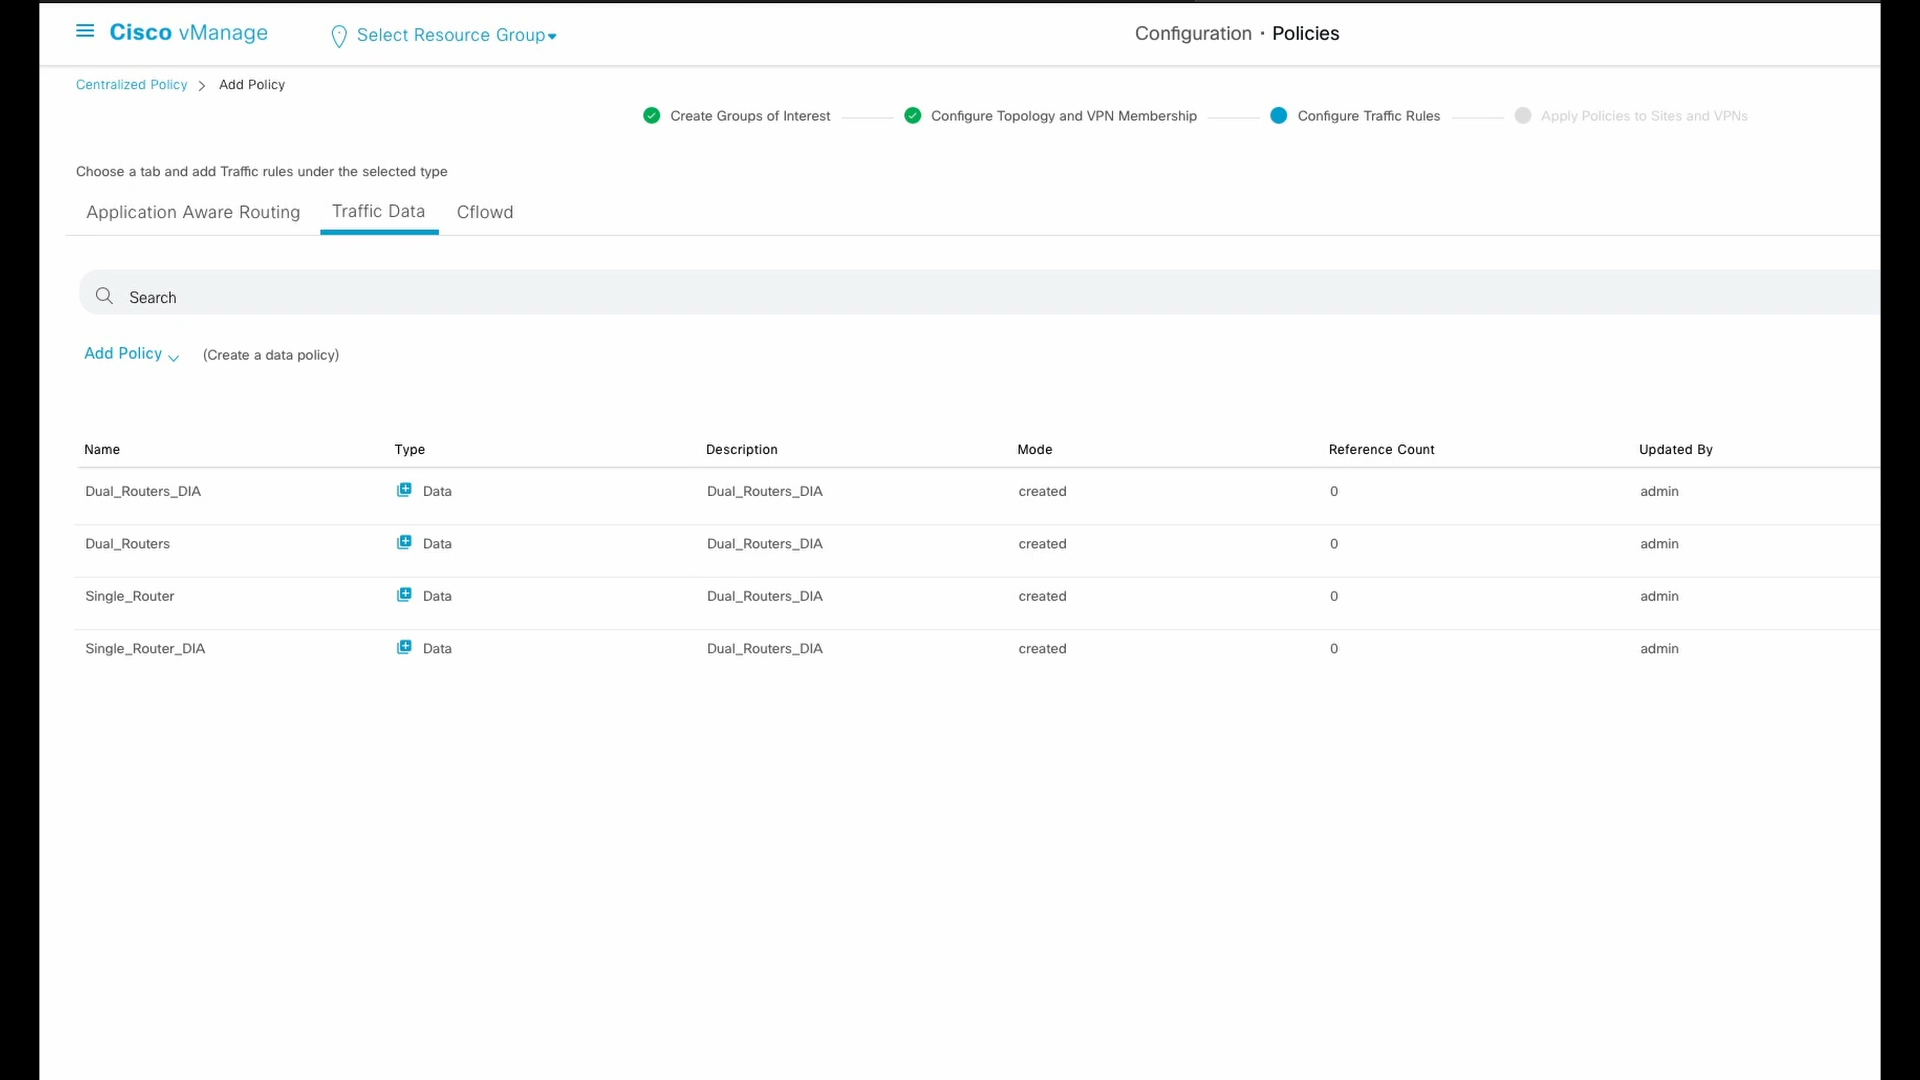 Cisco vManage Select Resource Group Configuration · Policies
Centralized Policy > Add Policy
Create Groups of Interest Configure Topology and VPN Membership Configure Traffic Rules Apply Policies to Sites and VPNs
Choose a tab and add Traffic rules under the selected type
Application Aware Routing Traffic Data Cflowd
Search
Add Policy (Create a data policy)
Name Type Description Mode Reference Count Updated By
Dual_Routers_DIA Data Dual_Routers_DIA created 0 admin
Dual_Routers Data Dual_Routers_DIA created 0 admin
Single_Router Data Dual_Routers_DIA created 0 admin
Single_Router_DIA Data Dual_Routers_DIA created 0 admin